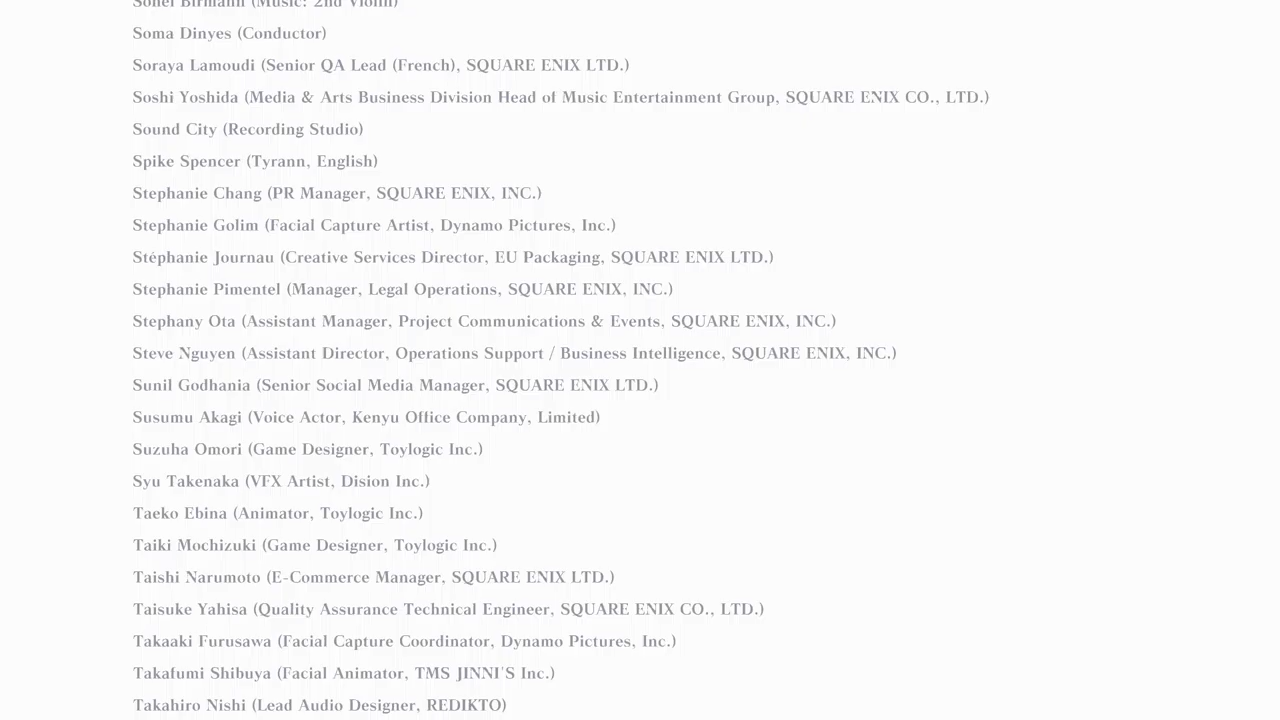 (Music: 2nd Violin)
Soma Dinyes (Conductor)
Soraya Lamoudi (Senior QA Lead (French), SQUARE ENIX LTD.)
Soshi Yoshida (Media & Arts Business Division Head of Music Entertainment Group, SQUARE ENIX CO., LTD.)
Sound City (Recording Studio)
Spike Spencer (Tyrann, English)
Stephanie Chang (PR Manager, SQUARE ENIX, INC.)
Stephanie Golim (Facial Capture Artist, Dynamo Pictures, Inc.)
Stéphanie Journau (Creative Services Director, EU Packaging, SQUARE ENIX LTD.)
Stephanie Pimentel (Manager, Legal Operations, SQUARE ENIX, INC.)
Stephany Ota (Assistant Manager, Project Communications & Events, SQUARE ENIX, INC.)
Steve Nguyen (Assistant Director, Operations Support / Business Intelligence, SQUARE ENIX, INC.)
Sunil Godhania (Senior Social Media Manager, SQUARE ENIX LTD.)
Susumu Akagi (Voice Actor, Kenyu Office Company, Limited)
Suzuha Omori (Game Designer, Toylogic Inc.)
Syu Takenaka (VFX Artist, Dision Inc.)
Taeko Ebina (Animator, Toylogic Inc.)
Taiki Mochizuki (Game Designer, Toylogic Inc.)
Taishi Narumoto (E-Commerce Manager, SQUARE ENIX LTD.)
Taisuke Yahisa (Quality Assurance Technical Engineer, SQUARE ENIX CO., LTD.)
Takaaki Furusawa (Facial Capture Coordinator, Dynamo Pictures, Inc.)
Takafumi Shibuya (Facial Animator, TMS JINNI'S Inc.)
Takahiro Nishi (Lead Audio Designer, REDIKTO)